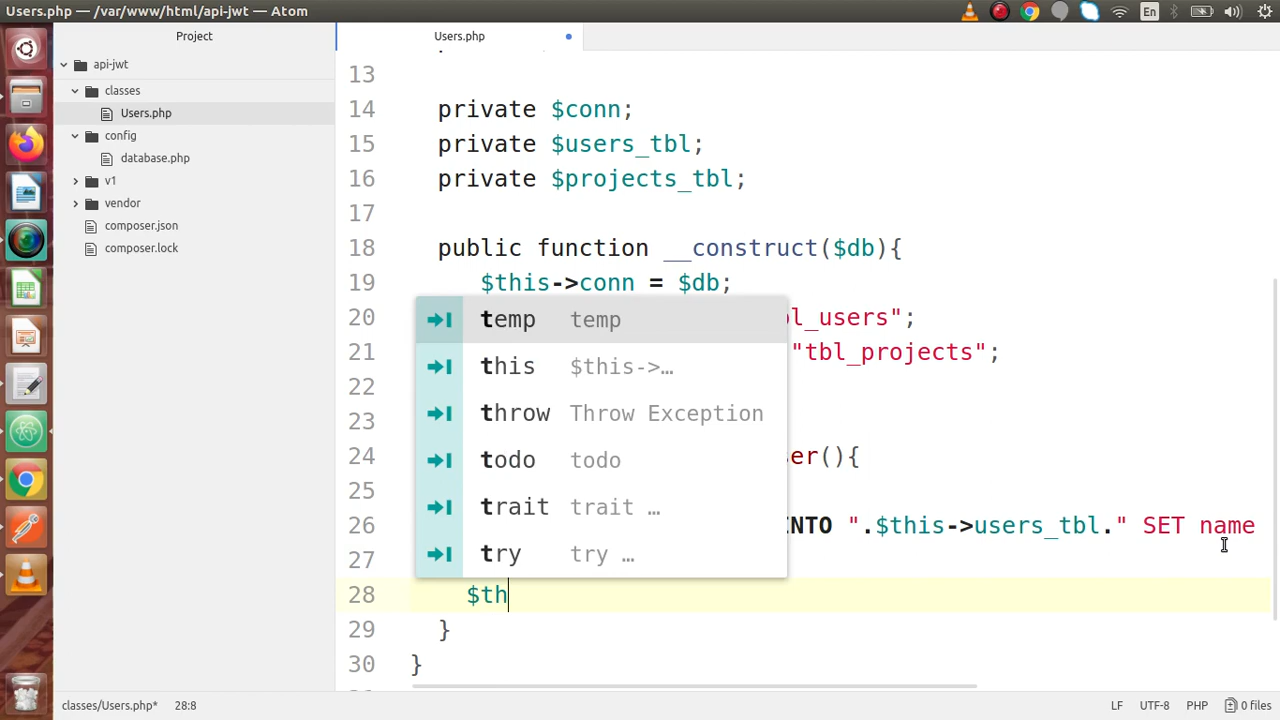 Users.php — /var/www/html/api-jwt — Atom
En
Project
Users.php
api-jwt
classes
Users.php
config
database.php
v1
vendor
composer.json
composer.lock
13
14 private $conn;
15 private $users_tbl;
16 private $projects_tbl;
17
18 public function __construct($db){
19 $this->conn = $db;
20 bl_users";
21 "tbl_projects";
22
23
24 ser(){
25
26 INTO ".$this->users_tbl." SET name
27
28 $th
29 }
30 }
temp temp
this $this->…
throw Throw Exception
todo todo
trait trait …
try try …
classes/Users.php* 28:8
LF UTF-8 PHP 0 files